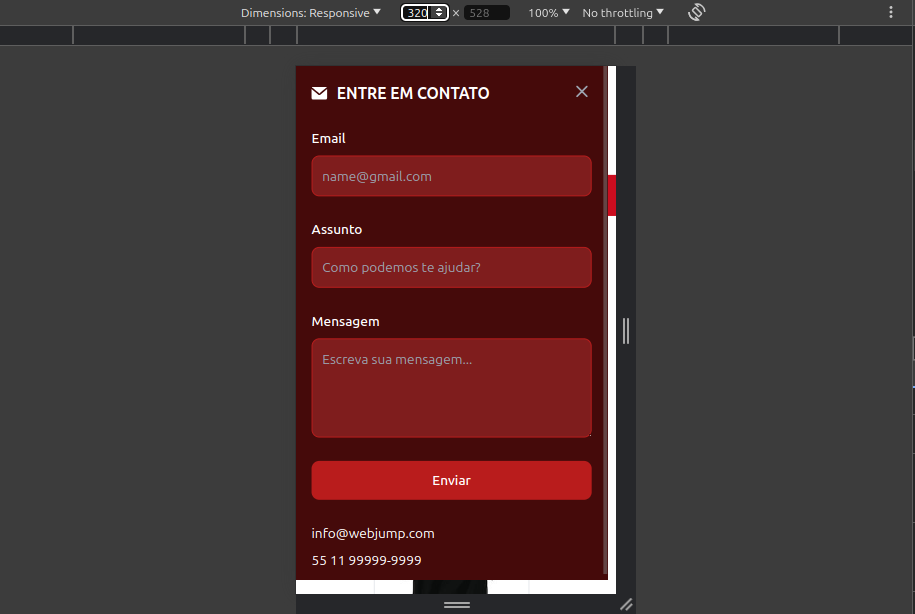 Dimensions: Responsive 320 × 528 100% No throttling
ENTRE EM CONTATO
Email
name@gmail.com
Assunto
Como podemos te ajudar?
Mensagem
Escreva sua mensagem...
Enviar
info@webjump.com
55 11 99999-9999